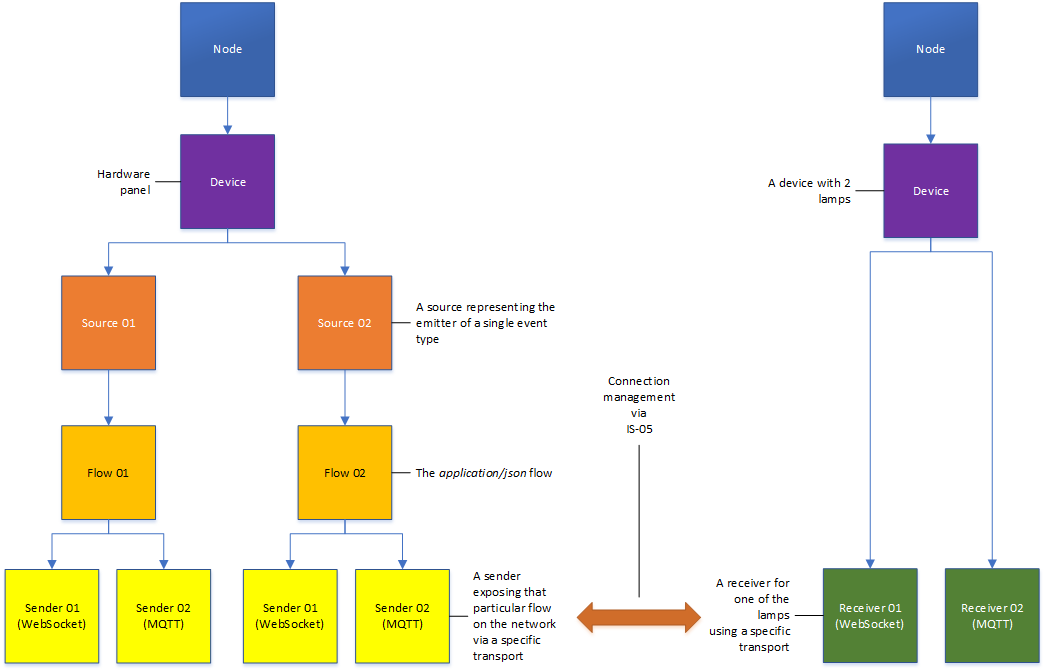 Node
Node
Hardware
panel
Device
A device with 2
lamps
Device
Source 01
Source 02
A source representing the
emitter of a single event
type
Connection
management
via
IS-05
Flow 01
Flow 02
The application/json flow
Sender 01
(WebSocket)
Sender 02
(MQTT)
Sender 01
(WebSocket)
Sender 02
(MQTT)
A sender
exposing that
particular flow
on the network
via a specific
transport
A receiver for
one of the
lamps
using a specific
transport
Receiver 01
(WebSocket)
Receiver 02
(MQTT)